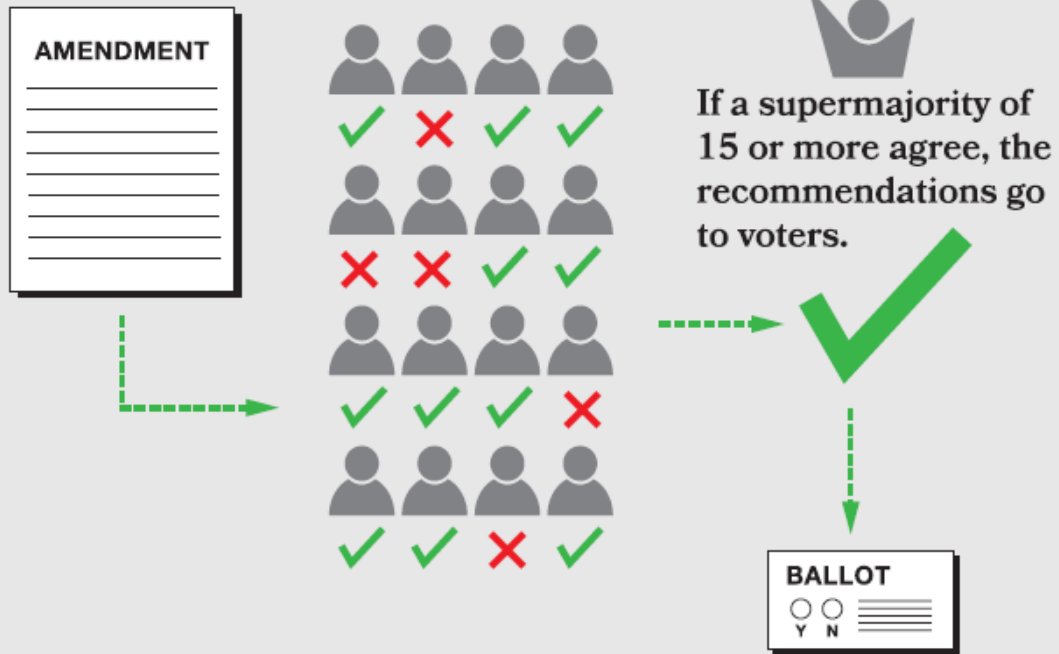 AMENDMENT
If a supermajority of
15 or more agree, the
recommendations go
to voters.
BALLOT
Y N